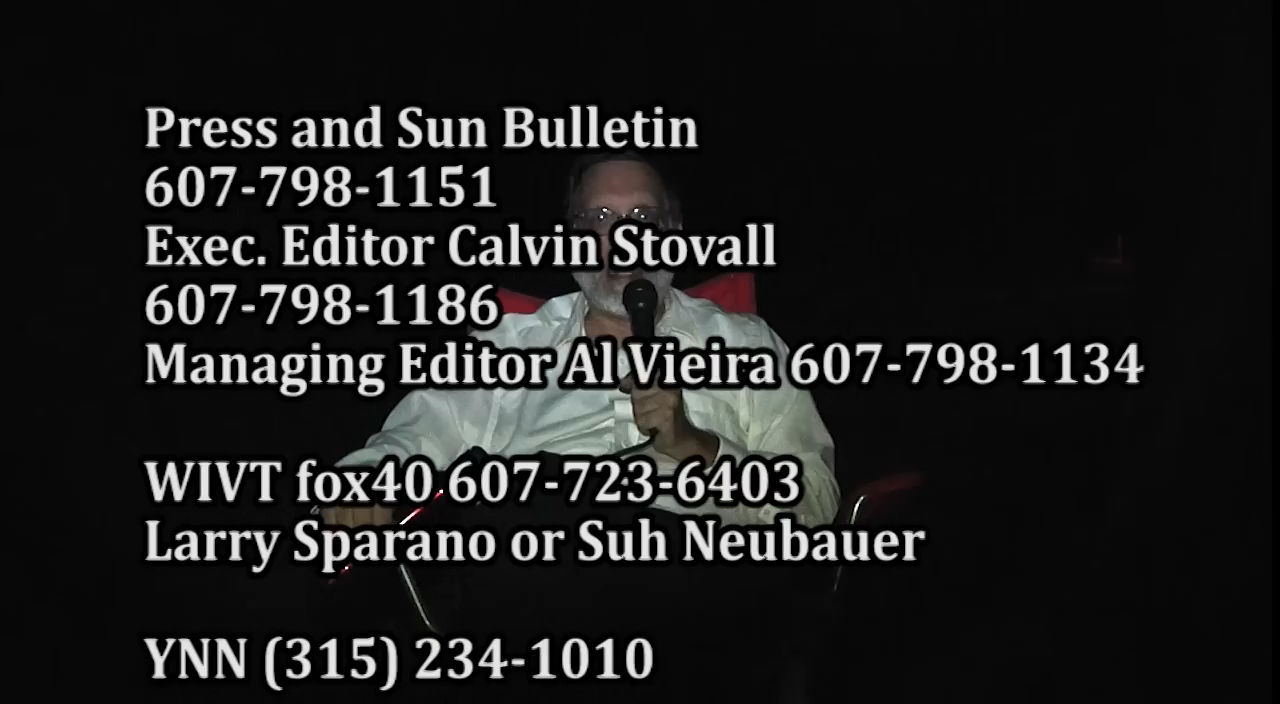 Press and Sun Bulletin
607-798-1151
Exec. Editor Calvin Stovall
607-798-1186
Managing Editor Al Vieira 607-798-1134
WIVT fox40 607-723-6403
Larry Sparano or Suh Neubauer
YNN (315) 234-1010